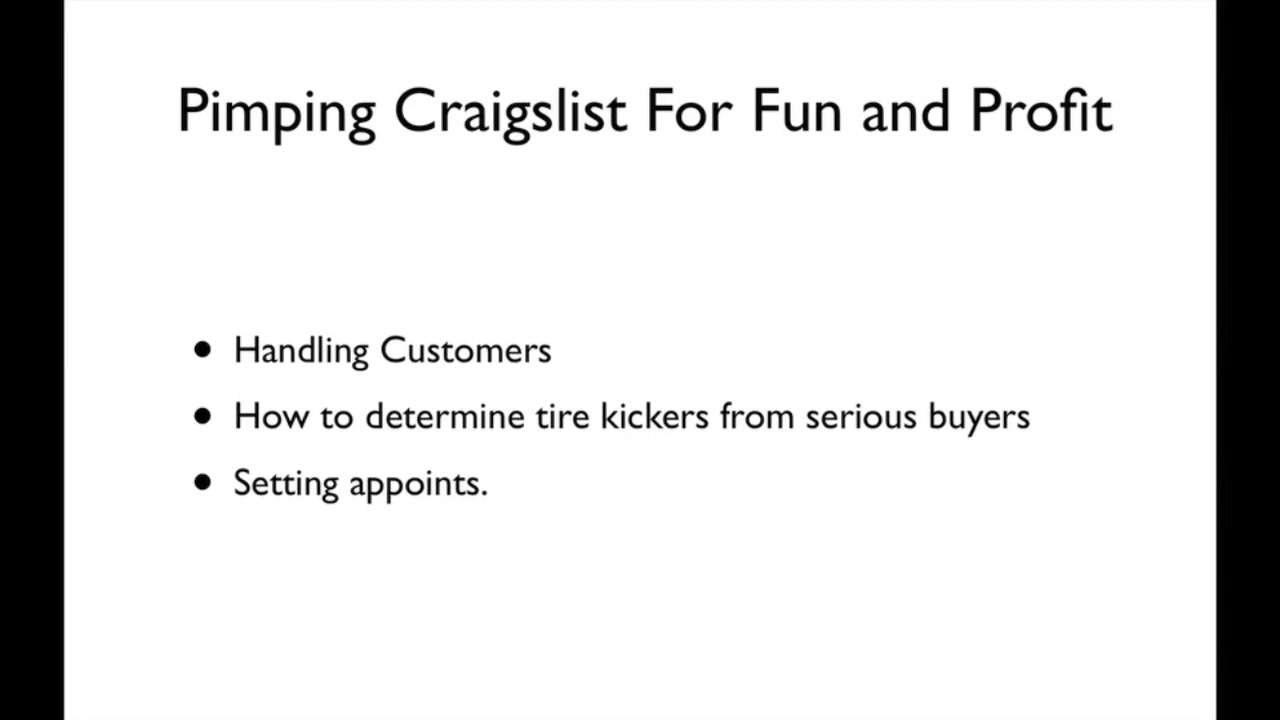 Pimping Craigslist For Fun and Profit
• Handling Customers
• How to determine tire kickers from serious buyers
• Setting appoints.